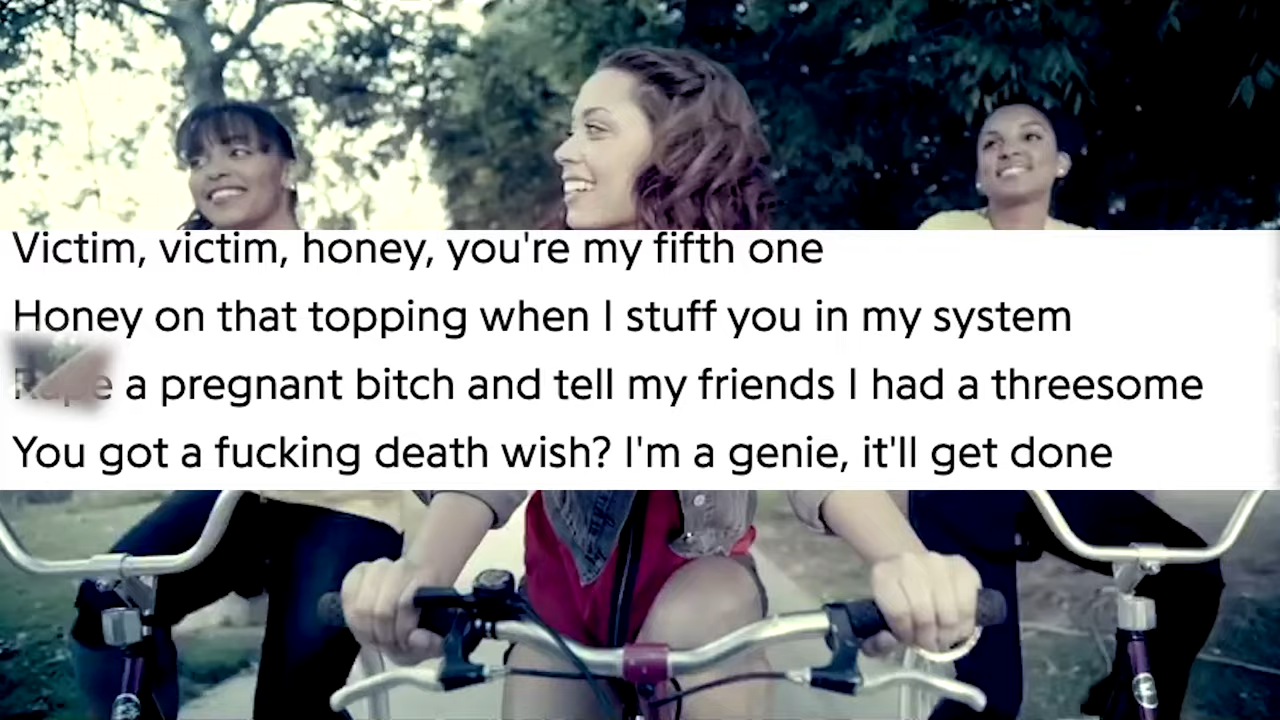 Victim, victim, honey, you're my fifth one
Honey on that topping when I stuff you in my system
a pregnant bitch and tell my friends I had a threesome
You got a fucking death wish? I'm a genie, it'll get done